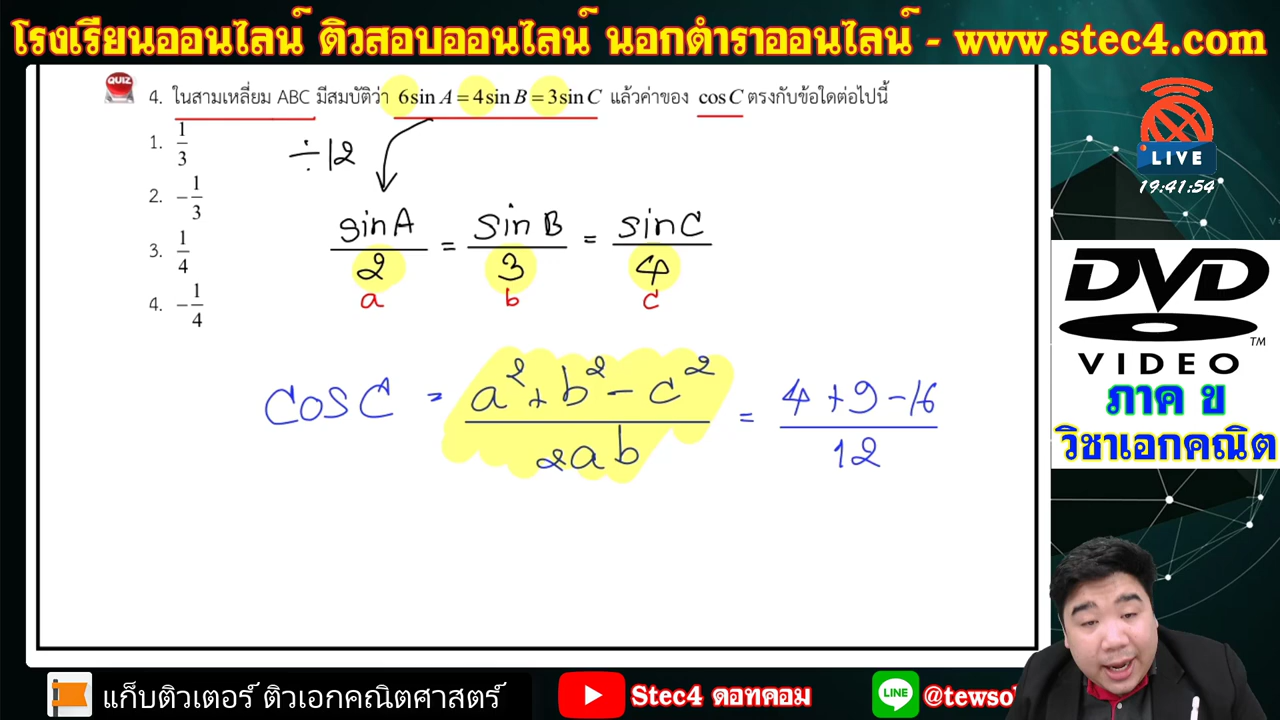 โรงเรียนออนไลน์ ติวสอบออนไลน์ นอกตำราออนไลน์ - www.stec4.com
QUIZ
4. ในสามเหลี่ยม ABC มีสมบัติว่า 6sin A = 4sin B = 3sin C แล้วค่าของ cos C ตรงกับข้อใดต่อไปนี้
1. 1/3
2. -1/3
3. 1/4
4. -1/4
÷12
sinA/2 = sinB/3 = sinC/4
a b c
cosC = (a²+b²-c²)/2ab = (4+9-16)/12
LIVE
19:41:54
DVD
VIDEO™
ภาค ข
วิชาเอกคณิต
แก็บติวเตอร์ ติวเอกคณิตศาสตร์
Stec4 ดอทคอม
LINE